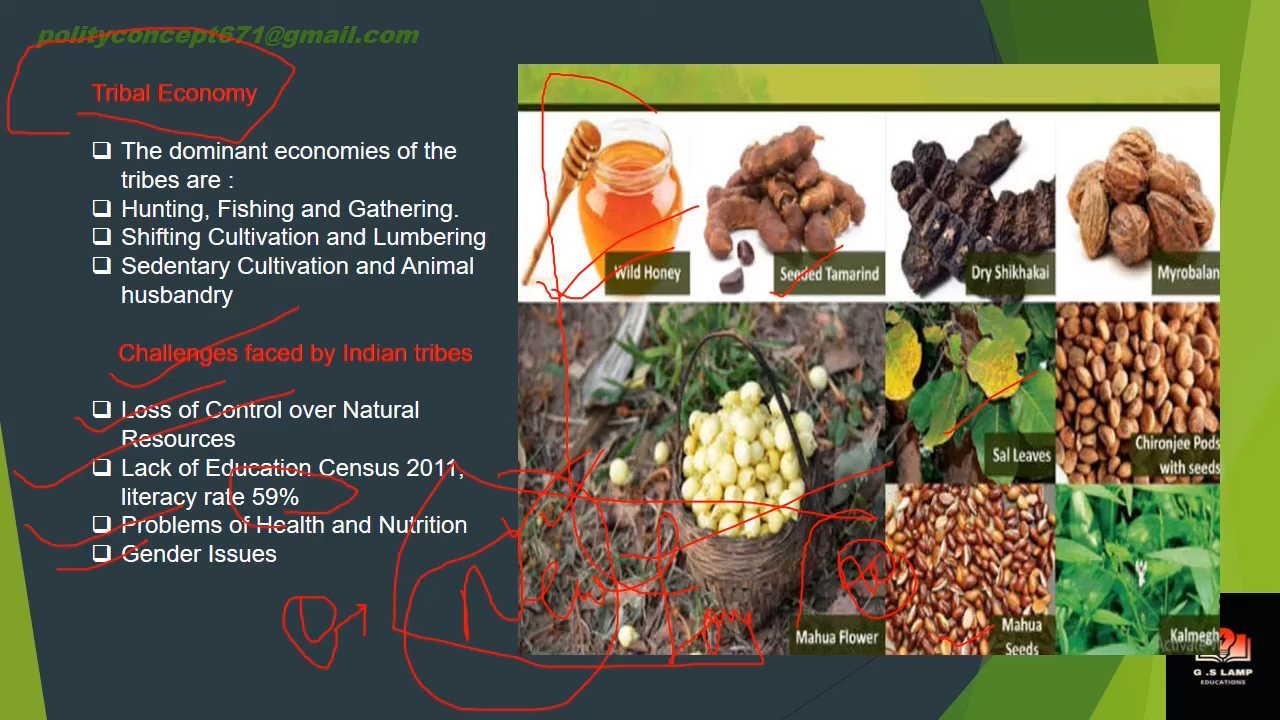 polityconcept671@gmail.com
Tribal Economy
❑ The dominant economies of the
tribes are :
❑ Hunting, Fishing and Gathering.
❑ Shifting Cultivation and Lumbering
❑ Sedentary Cultivation and Animal
husbandry
Challenges faced by Indian tribes
❑ Loss of Control over Natural
Resources
❑ Lack of Education Census 2011,
literacy rate 59%
❑ Problems of Health and Nutrition
❑ Gender Issues
Wild Honey
Seeded Tamarind
Dry Shikhakai
Myrobalan
Mahua Flower
Sal Leaves
Chironjee Pods
with seeds
Mahua
Seeds
Kalmegh
G .S LAMP
EDUCATIONS